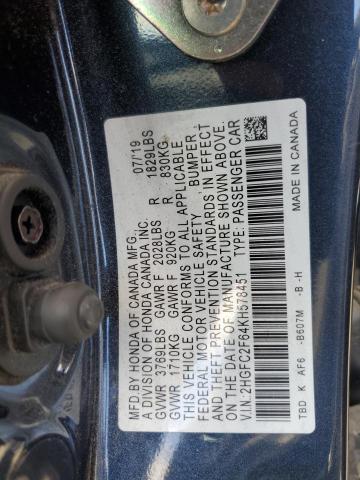 MFD.BY HONDA OF CANADA MFG. 07/19
A DIVISION OF HONDA CANADA INC.
GVWR 3769LBS GAWR F 2028LBS R 1829LBS
GVWR 1710KG GAWR F 920KG R 830KG
THIS VEHICLE CONFORMS TO ALL APPLICABLE
FEDERAL MOTOR VEHICLE SAFETY, BUMPER,
AND THEFT PREVENTION STANDARDS IN EFFECT
ON THE DATE OF MANUFACTURE SHOWN ABOVE.
V.I.N: 2HGFC2F64KH578451 TYPE: PASSENGER CAR
TBD K AF6 -B607M -B -H MADE IN CANADA